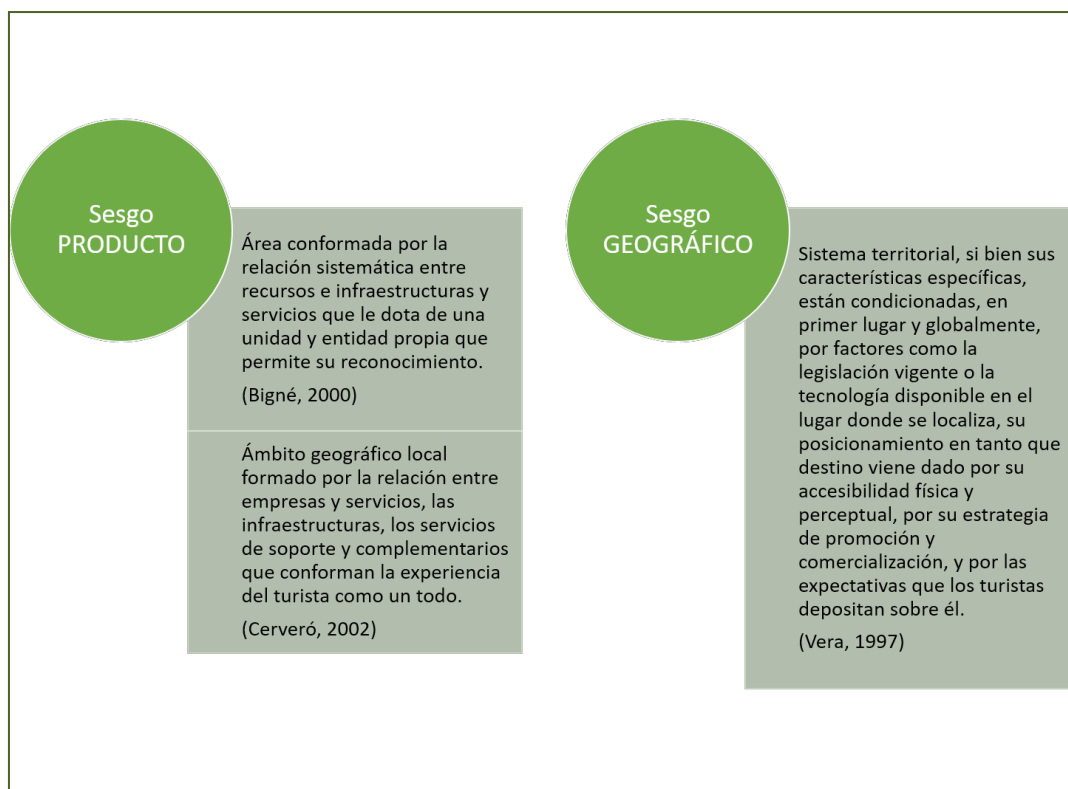 Sesgo
PRODUCTO
Área conformada por la
relación sistemática entre
recursos e infraestructuras y
servicios que le dota de una
unidad y entidad propia que
permite su reconocimiento.
(Bigné, 2000)
Ámbito geográfico local
formado por la relación entre
empresas y servicios, las
infraestructuras, los servicios
de soporte y complementarios
que conforman la experiencia
del turista como un todo.
(Cerveró, 2002)
Sesgo
GEOGRÁFICO
Sistema territorial, si bien sus
características específicas,
están condicionadas, en
primer lugar y globalmente,
por factores como la
legislación vigente o la
tecnología disponible en el
lugar donde se localiza, su
posicionamiento en tanto que
destino viene dado por su
accesibilidad física y
perceptual, por su estrategia
de promoción y
comercialización, y por las
expectativas que los turistas
depositan sobre él.
(Vera, 1997)